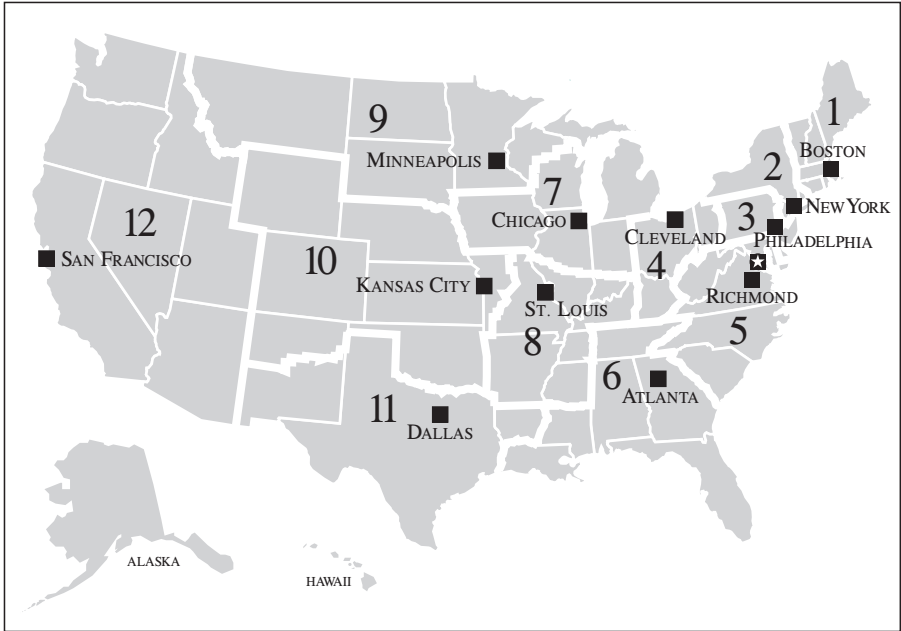 1
9
BOSTON
MINNEAPOLIS
2
7
NEW YORK
12
CHICAGO
3
CLEVELAND
PHILADELPHIA
SAN FRANCISCO
10
4
KANSAS CITY
RICHMOND
ST. LOUIS
5
8
6
ATLANTA
11
DALLAS
ALASKA
HAWAII